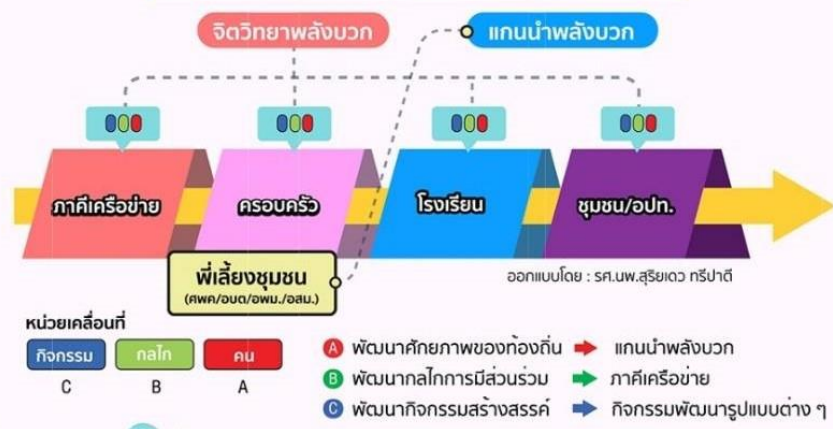 จิตวิทยาพลังบวก
แกนนำพลังบวก
ภาคีเครือข่าย
ครอบครัว
โรงเรียน
ชุมชน/อปท.
พี่เลี้ยงชุมชน
(ศพค/อบต/อพม./อสม.)
ออกแบบโดย : รศ.นพ.สุริยเดว ทรีปาตี
หน่วยเคลื่อนที่
กิจกรรม กลไก คน
C B A
A พัฒนาศักยภาพของท้องถิ่น แกนนำพลังบวก
B พัฒนากลไกการมีส่วนร่วม ภาคีเครือข่าย
C พัฒนากิจกรรมสร้างสรรค์ กิจกรรมพัฒนารูปแบบต่าง ๆ